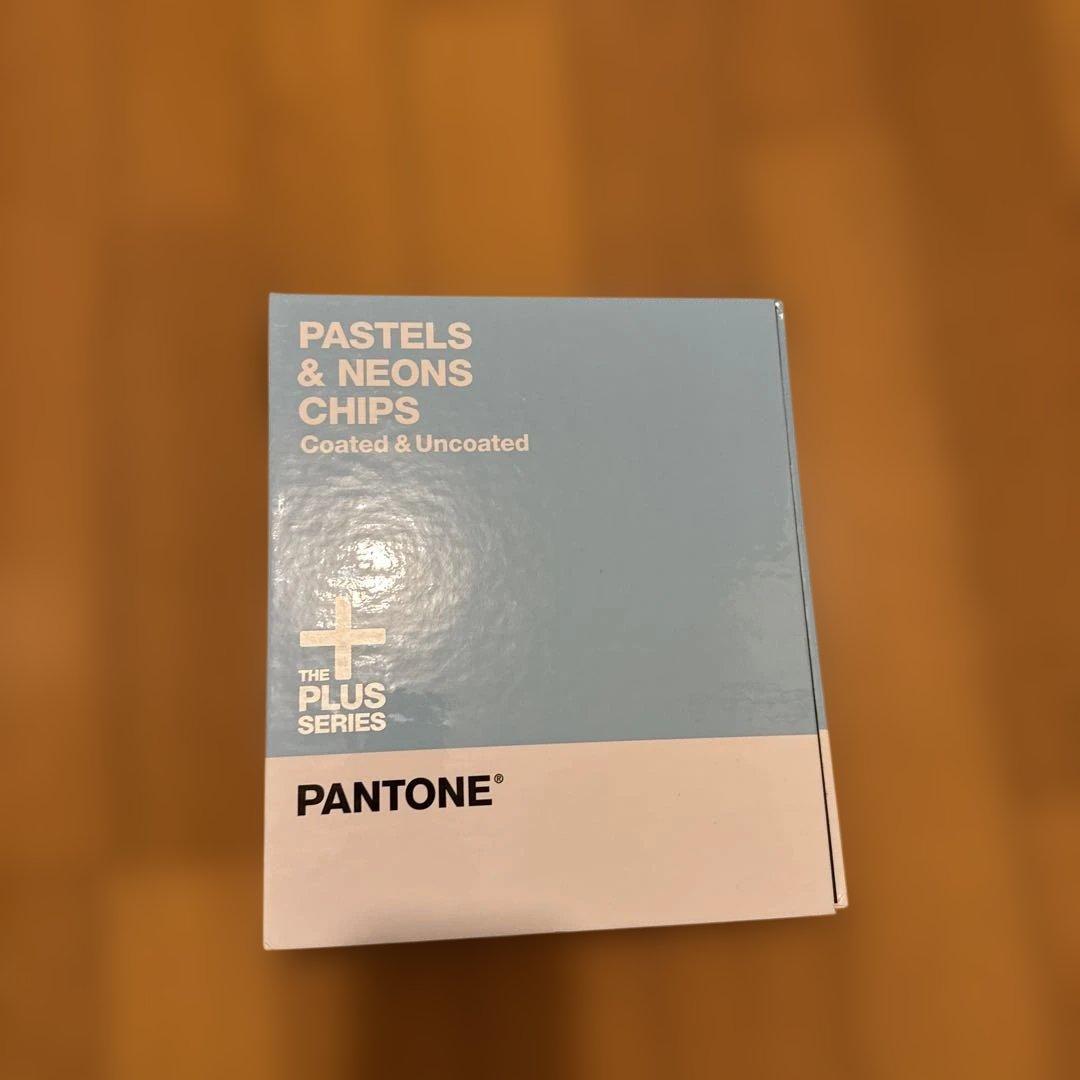 PASTELS
& NEONS
CHIPS
Coated & Uncoated
THE
PLUS
SERIES
PANTONE®